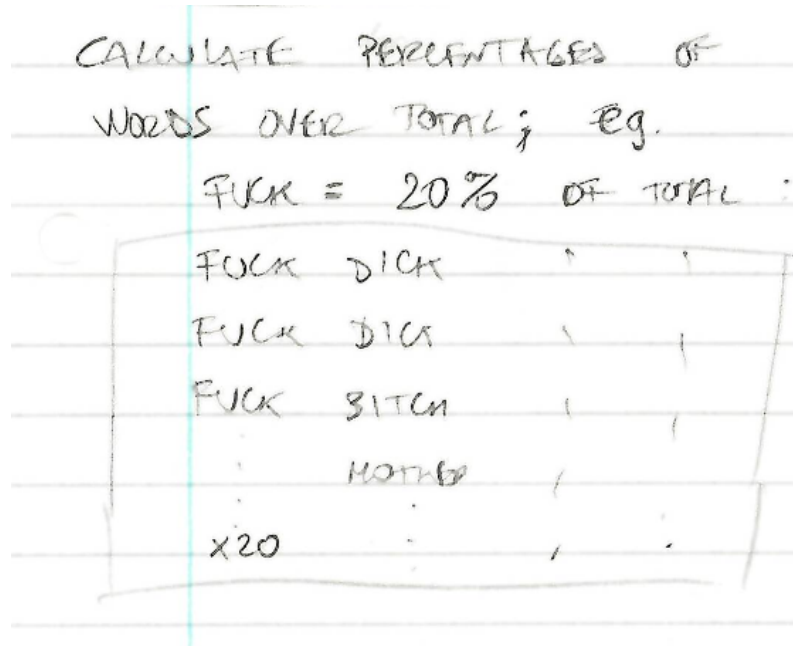 CALCULATE PERCENTAGES OF
WORDS OVER TOTAL; Eg.
FUCK = 20% OF TOTAL :
FUCK DICK
FUCK DICK
FUCK BITCH
MOTHER
x20